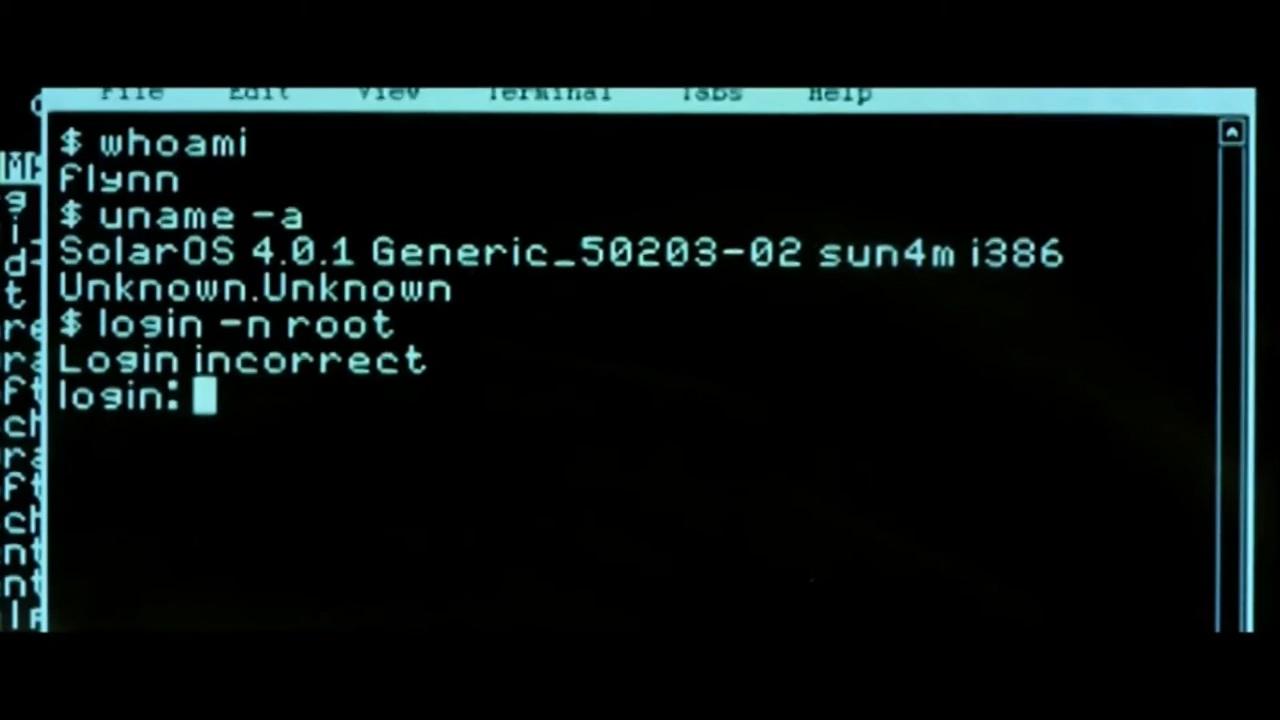 File Edit View Terminal Tabs Help
$ whoami
flynn
$ uname -a
SolarOS 4.0.1 Generic_50203-02 sun4m i386
Unknown.Unknown
$ login -n root
Login incorrect
login: